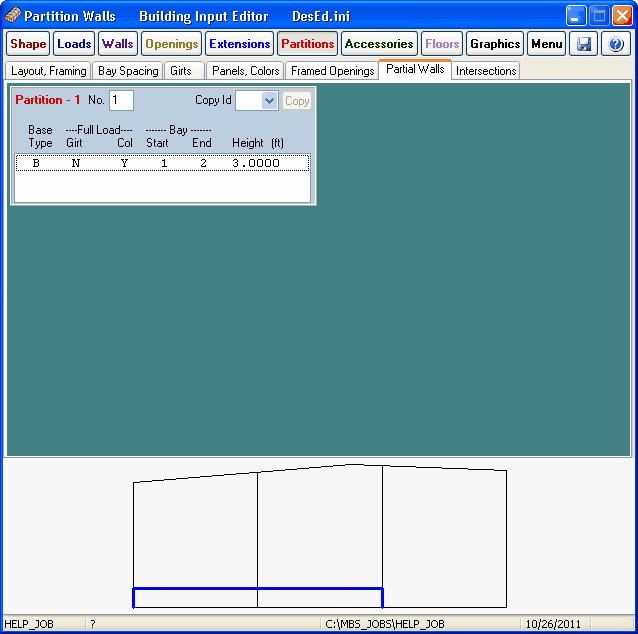 Partition Walls Building Input Editor DesEd.ini
Shape Loads Walls Openings Extensions Partitions Accessories Floors Graphics Menu ?
Layout, Framing Bay Spacing Girts Panels, Colors Framed Openings Partial Walls Intersections
Partition - 1 No. 1 Copy Id Copy
Base ----Full Load---- ------- Bay -------
Type Girt Col Start End Height (ft)
B N Y 1 2 3.0000
HELP_JOB ? C:\MBS_JOBS\HELP_JOB 10/26/2011